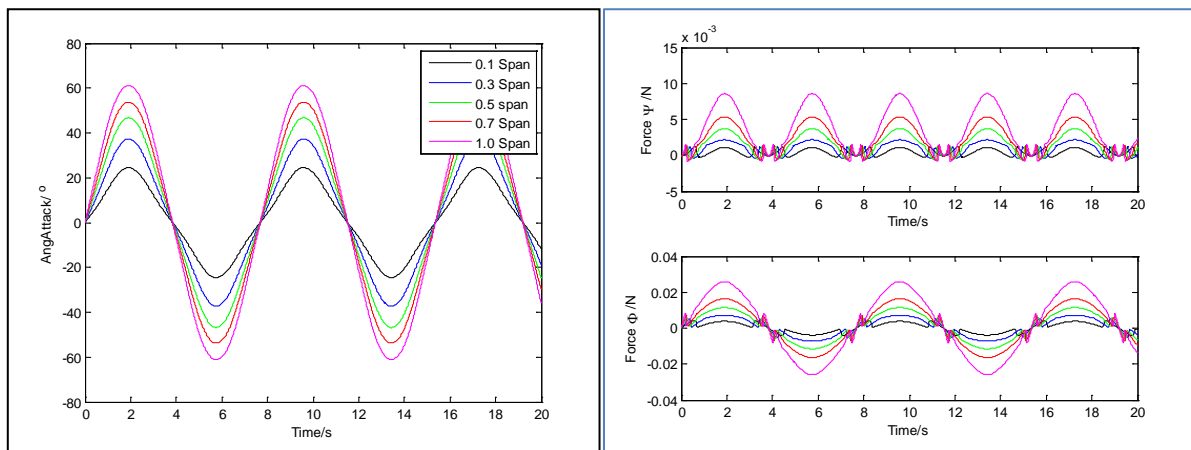 80
60
40
20
0
-20
-40
-60
-80
AngAttack/ °
0 2 4 6 8 10 12 14 16 18 20
Time/s
0.1 Span
0.3 Span
0.5 span
0.7 Span
1.0 Span
x 10⁻³
15
10
5
0
-5
Force Ψ /N
0 2 4 6 8 10 12 14 16 18 20
Time/s
0.04
0.02
0
-0.02
-0.04
Force Φ /N
0 2 4 6 8 10 12 14 16 18 20
Time/s